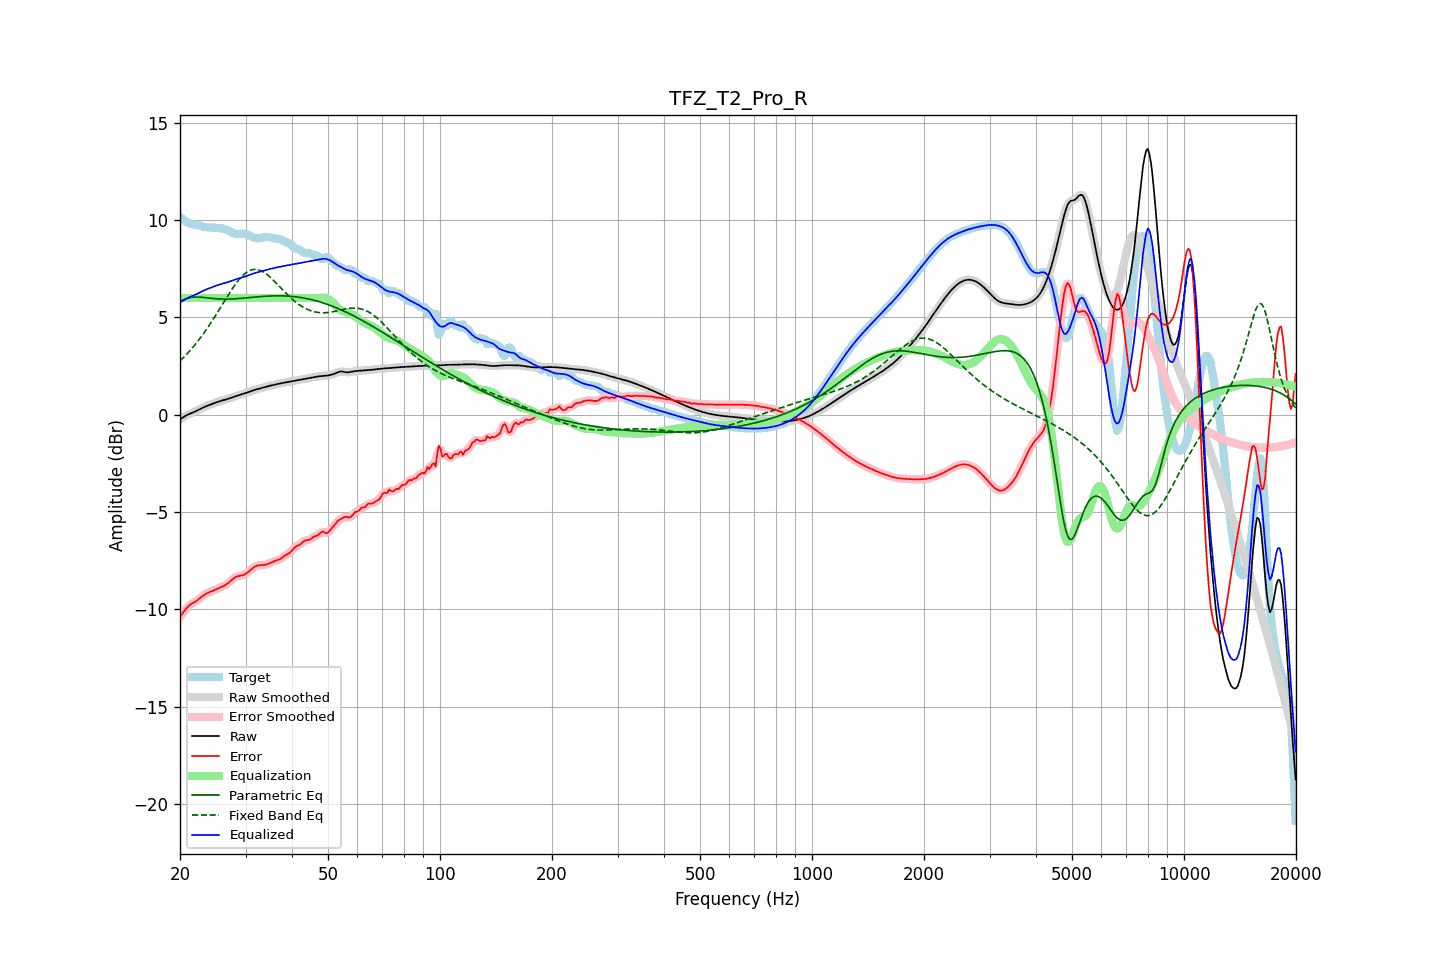 TFZ_T2_Pro_R
Amplitude (dBr)
15
10
5
0
−5
−10
−15
−20
Target
Raw Smoothed
Error Smoothed
Raw
Error
Equalization
Parametric Eq
Fixed Band Eq
Equalized
20 50 100 200 500 1000 2000 5000 10000 20000
Frequency (Hz)